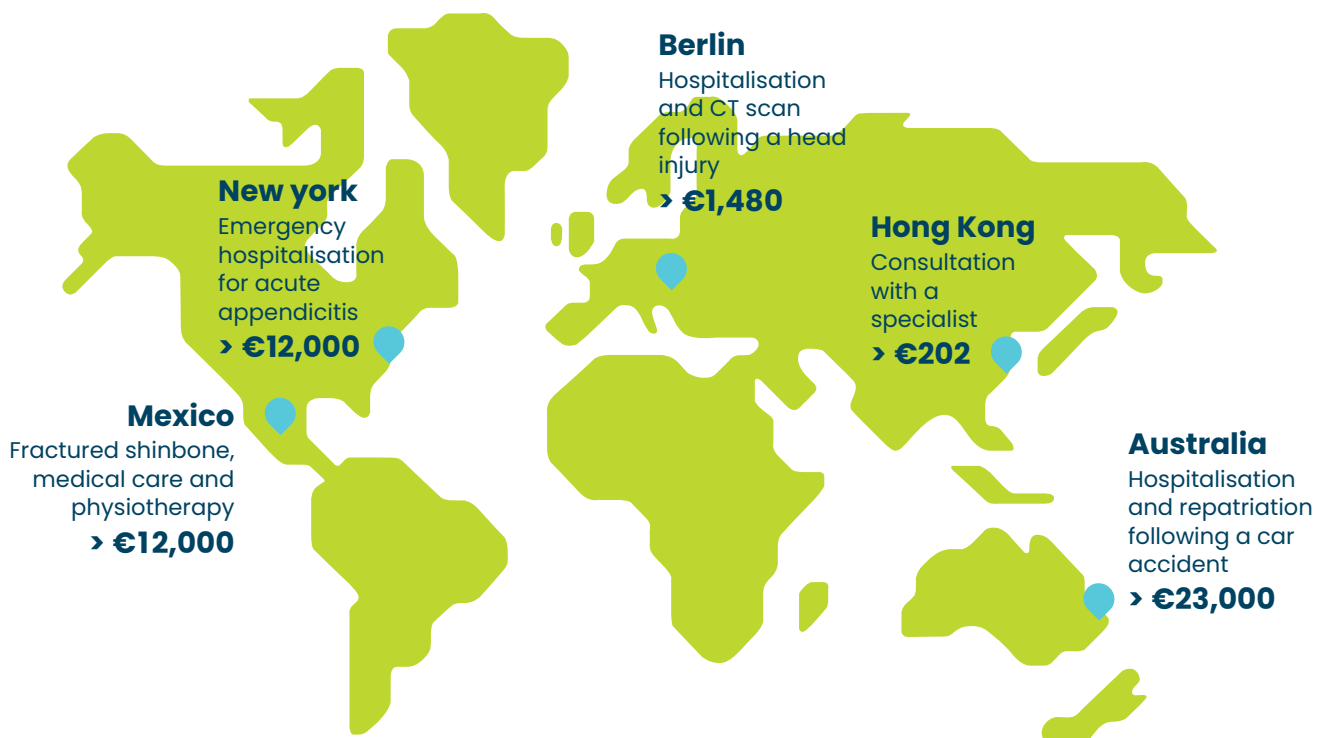 Berlin
Hospitalisation
and CT scan
following a head
injury
> €1,480
New york
Emergency
hospitalisation
for acute
appendicitis
> €12,000
Hong Kong
Consultation
with a
specialist
> €202
Mexico
Fractured shinbone,
medical care and
physiotherapy
> €12,000
Australia
Hospitalisation
and repatriation
following a car
accident
> €23,000